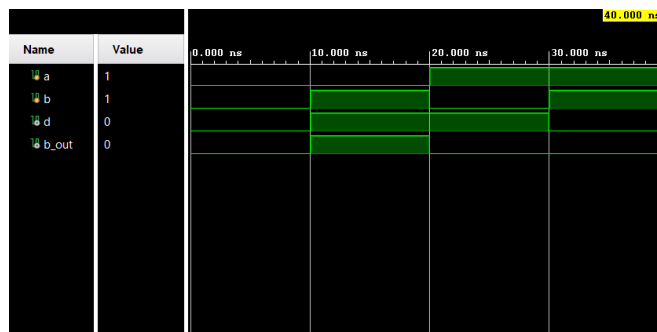 40.000 ns
Name Value
0.000 ns 10.000 ns 20.000 ns 30.000 ns
a 1
b 1
d 0
b_out 0